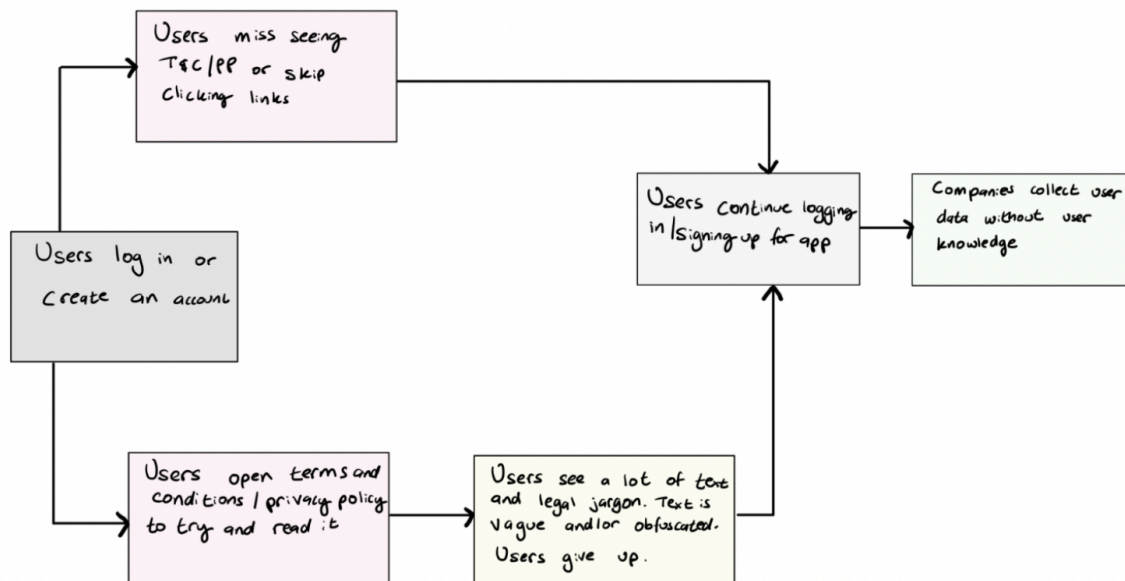 Users miss seeing
T&C/PP or skip
clicking links
Users log in or
create an account
Users continue logging
in/signing up for app
Companies collect user
data without user
knowledge
Users open terms and
conditions / privacy policy
to try and read it
Users see a lot of text
and legal jargon. Text is
vague and/or obfuscated.
Users give up.